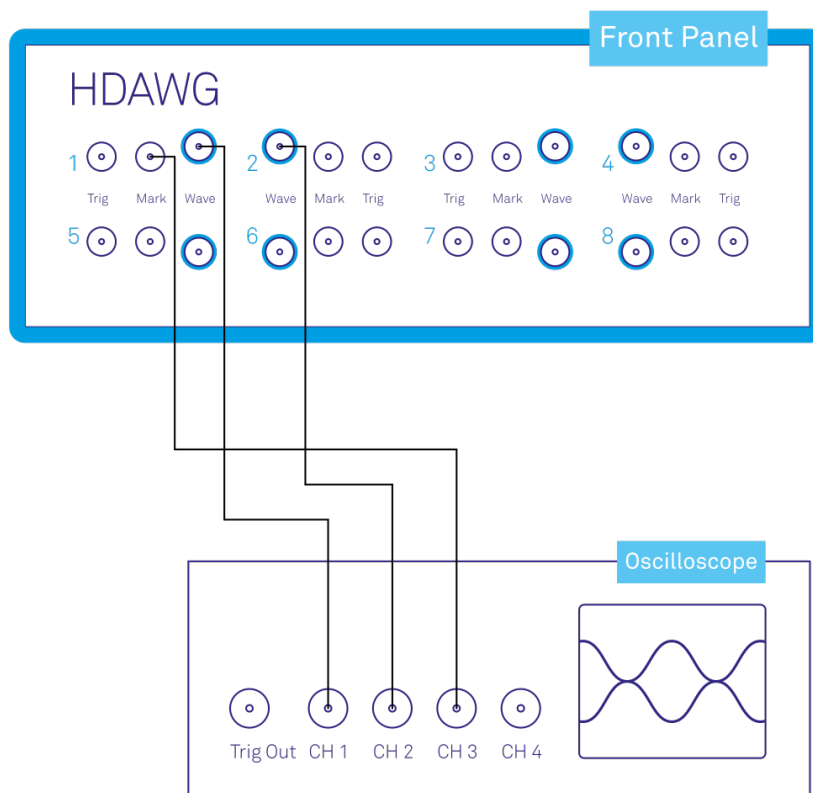 Front Panel
HDAWG
1 2 3 4
Trig Mark Wave Wave Mark Trig Trig Mark Wave Wave Mark Trig
5 6 7 8
Oscilloscope
Trig Out CH 1 CH 2 CH 3 CH 4